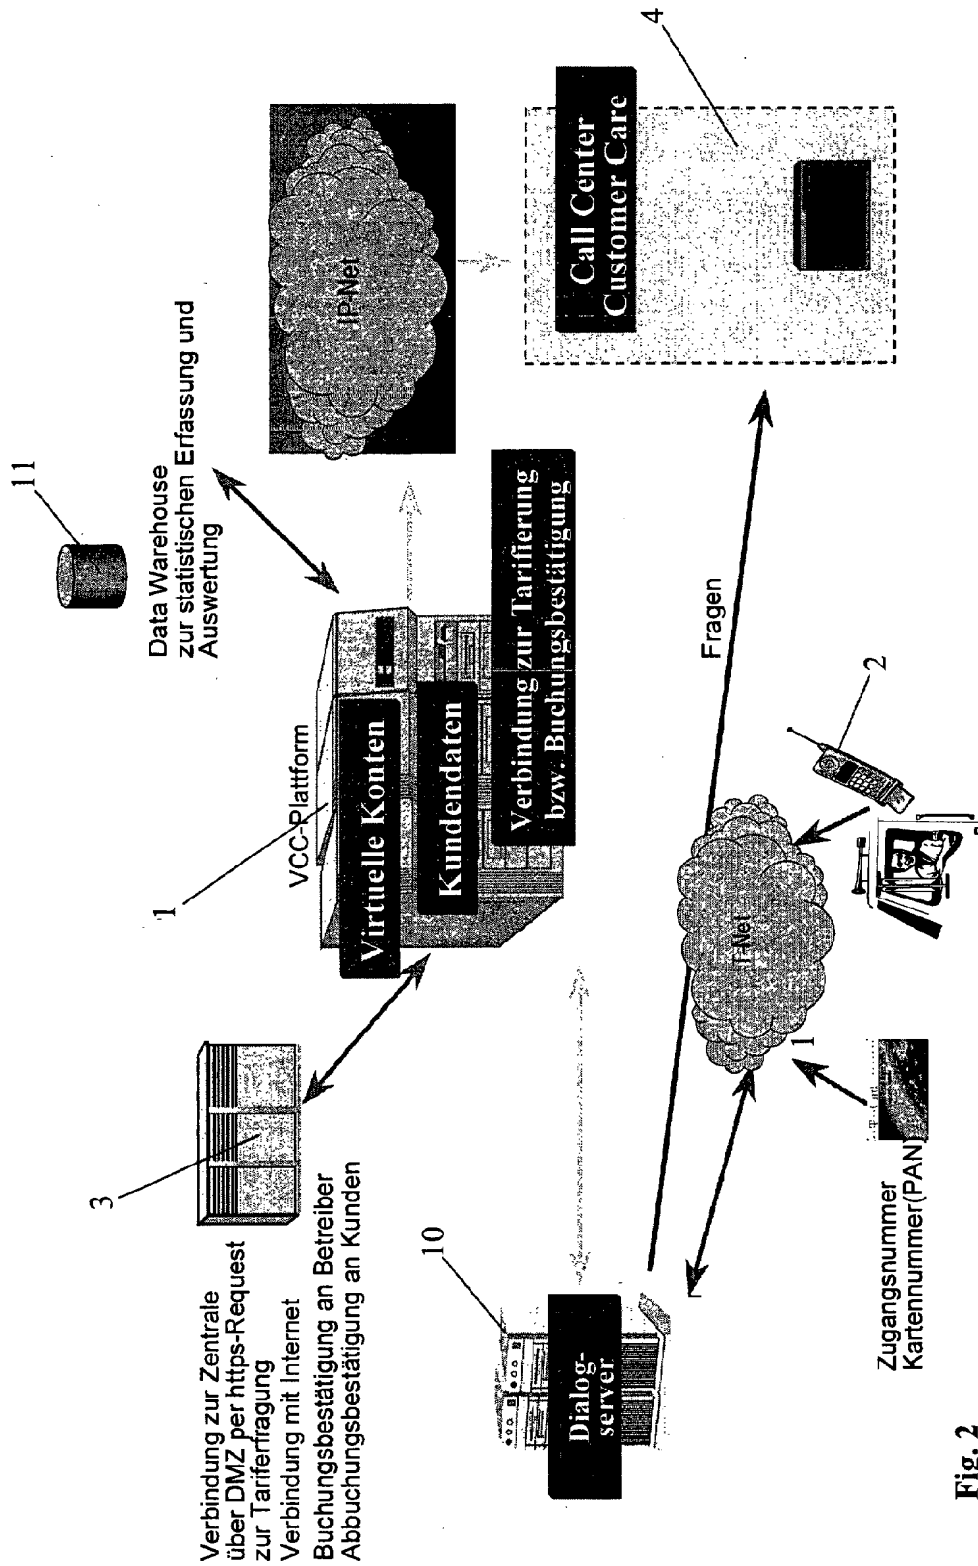 Verbindung zur Zentrale
über DMZ per https-Request
zur Tariferfragung
Verbindung mit Internet
Buchungsbestätigung an Betreiber
Abbuchungsbestätigung an Kunden
3
1
VCC-Plattform
Virtuelle Konten
Kundendaten
Verbindung zur Tarifierung
bzw. Buchungsbestätigung
11
Data Warehouse
zur statistischen Erfassung und
Auswertung
IP-Net
4
Call Center
Customer Care
10
Dialog-
server
Fragen
T-Net
1
2
Zugangsnummer
Kartennummer(PAN)
Fig. 2